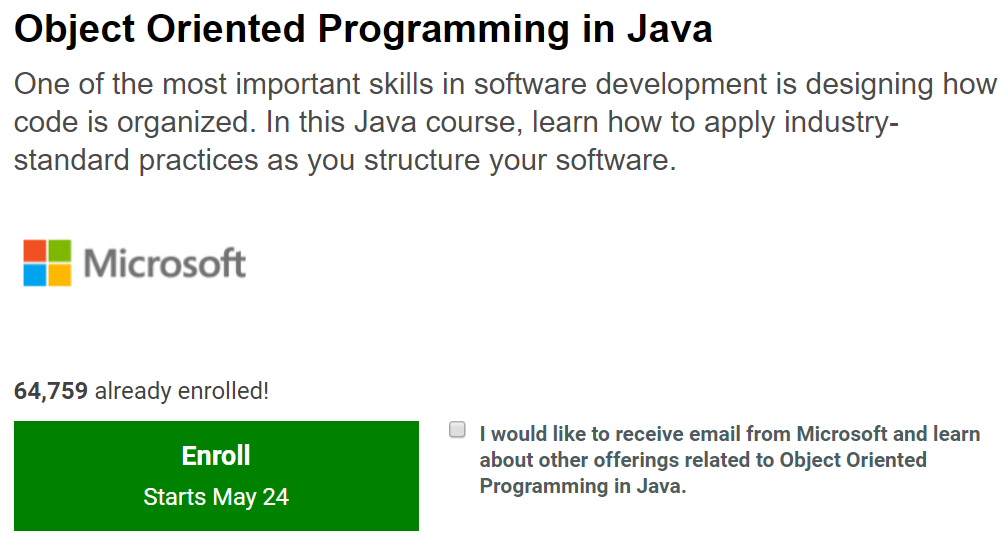 Object Oriented Programming in Java
One of the most important skills in software development is designing how
code is organized. In this Java course, learn how to apply industry-
standard practices as you structure your software.
Microsoft
64,759 already enrolled!
Enroll
Starts May 24
I would like to receive email from Microsoft and learn
about other offerings related to Object Oriented
Programming in Java.